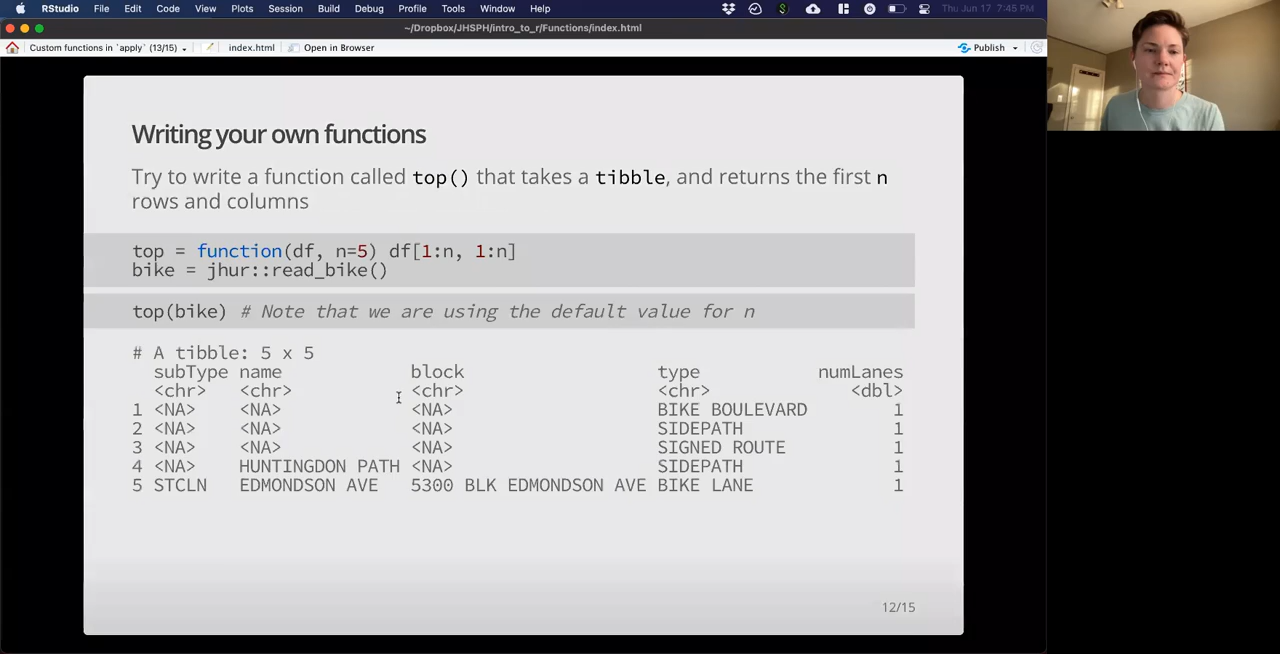 RStudio File Edit Code View Plots Session Build Debug Profile Tools Window Help Thu Jun 17 7:45 PM
~/Dropbox/JHSPH/intro_to_r/Functions/index.html
Custom functions in `apply` (13/15) index.html Open in Browser Publish
Writing your own functions
Try to write a function called top() that takes a tibble, and returns the first n
rows and columns
top = function(df, n=5) df[1:n, 1:n]
bike = jhur::read_bike()
top(bike) # Note that we are using the default value for n
# A tibble: 5 x 5
subType name block type numLanes
<chr> <chr> <chr> <chr> <dbl>
1 <NA> <NA> <NA> BIKE BOULEVARD 1
2 <NA> <NA> <NA> SIDEPATH 1
3 <NA> <NA> <NA> SIGNED ROUTE 1
4 <NA> HUNTINGDON PATH <NA> SIDEPATH 1
5 STCLN EDMONDSON AVE 5300 BLK EDMONDSON AVE BIKE LANE 1
12/15